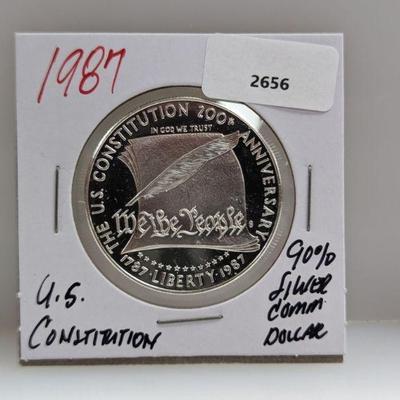 1987
2656
THE U.S. CONSTITUTION 200th ANNIVERSARY
IN GOD WE TRUST
We the People
1787 LIBERTY 1987
U.S.
CONSTITUTION
90%
SILVER
COMM
DOLLAR